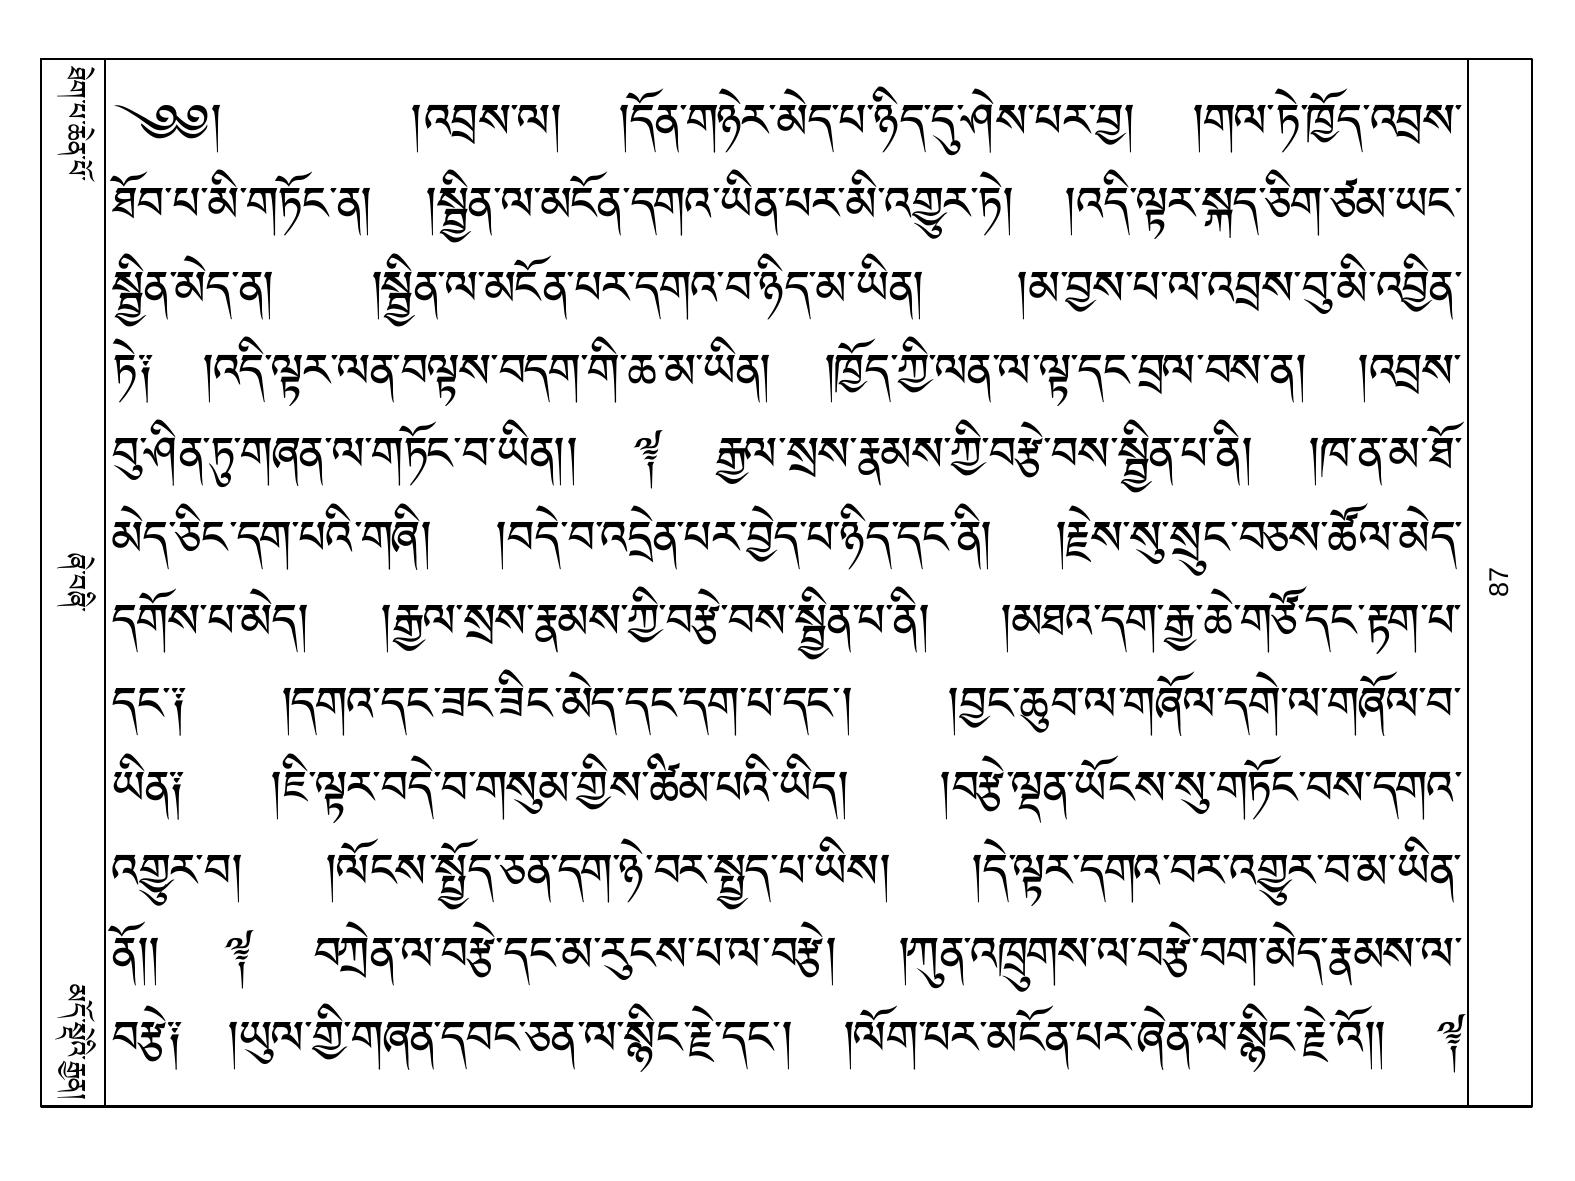 ༄༅།   །འབྲས་ལ།   །དོན་གཉེར་མེད་པ་ཉིད་དུ་ཤེས་པར་བྱ།   །གལ་ཏེ་ཁྱོད་འབྲས་
ཐོབ་པ་མི་གཏོང་ན།   །སྦྱིན་ལ་མངོན་དགའ་ཡིན་པར་མི་འགྱུར་ཏེ།   །འདི་ལྟར་སྐད་ཅིག་ཙམ་ཡང་
སྦྱིན་མེད་ན།   །སྦྱིན་ལ་མངོན་པར་དགའ་བ་ཉིད་མ་ཡིན།   །མ་བྱས་པ་ལ་འབྲས་བུ་མི་འབྱིན་
ཏེ༑   །འདི་ལྟར་ལན་བལྟས་བདག་གི་ཆ་མ་ཡིན།   །ཁྱོད་ཀྱི་ལན་ལ་ལྟ་དང་བྲལ་བས་ན།   །འབྲས་
བུ་ཤིན་ཏུ་གཞན་ལ་གཏོང་བ་ཡིན།།   ༈   རྒྱལ་སྲས་རྣམས་ཀྱི་བརྩེ་བས་སྦྱིན་པ་ནི།   །ཁ་ན་མ་ཐོ་
མེད་ཅིང་དག་པའི་གཞི།   །བདེ་བ་འདྲེན་པར་བྱེད་པ་ཉིད་དང་ནི།   །རྗེས་སུ་སྲུང་བཅས་ཚོལ་མེད་
དགོས་པ་མེད།   །རྒྱལ་སྲས་རྣམས་ཀྱི་བརྩེ་བས་སྦྱིན་པ་ནི།   །མཐའ་དག་རྒྱ་ཆེ་གཙོ་དང་རྟག་པ་
དང་༑   །དགའ་དང་ཟང་ཟིང་མེད་དང་དག་པ་དང་།   །བྱང་ཆུབ་ལ་གཞོལ་དགེ་ལ་གཞོལ་བ་
ཡིན༑   །ཇི་ལྟར་བདེ་བ་གསུམ་གྱིས་ཚིམ་པའི་ཡིད།   །བརྩེ་ལྡན་ཡོངས་སུ་གཏོང་བས་དགའ་
འགྱུར་བ།   །ལོངས་སྤྱོད་ཅན་དག་ཉེ་བར་སྤྱད་པ་ཡིས།   །དེ་ལྟར་དགའ་བར་འགྱུར་བ་མ་ཡིན་
ནོ།།   ༈   བཀྲེན་ལ་བརྩེ་དང་མ་རུངས་པ་ལ་བརྩེ།   །ཀུན་འཁྲུགས་ལ་བརྩེ་བག་མེད་རྣམས་ལ་
བརྩེ༑   །ཡུལ་གྱི་གཞན་དབང་ཅན་ལ་སྙིང་རྗེ་དང་།   །ལོག་པར་མངོན་པར་ཞེན་ལ་སྙིང་རྗེ་འོ།།   ༈
ཐེག་པ་ཆེན་པོ་
ཞེ་བཞི་
མདོ་སྡེའི་རྒྱན།
87